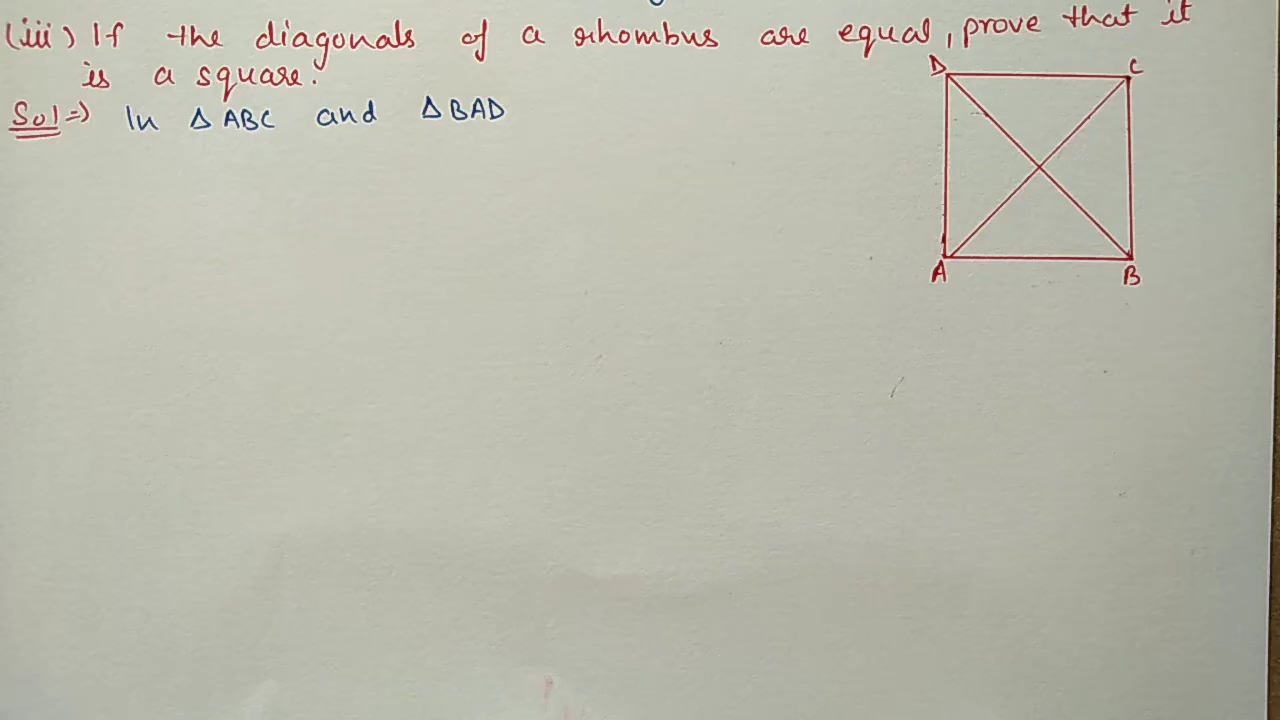 (iii) If the diagonals of a rhombus are equal, prove that it
is a square.
Sol⇒ In △ABC and △BAD
D C
A B